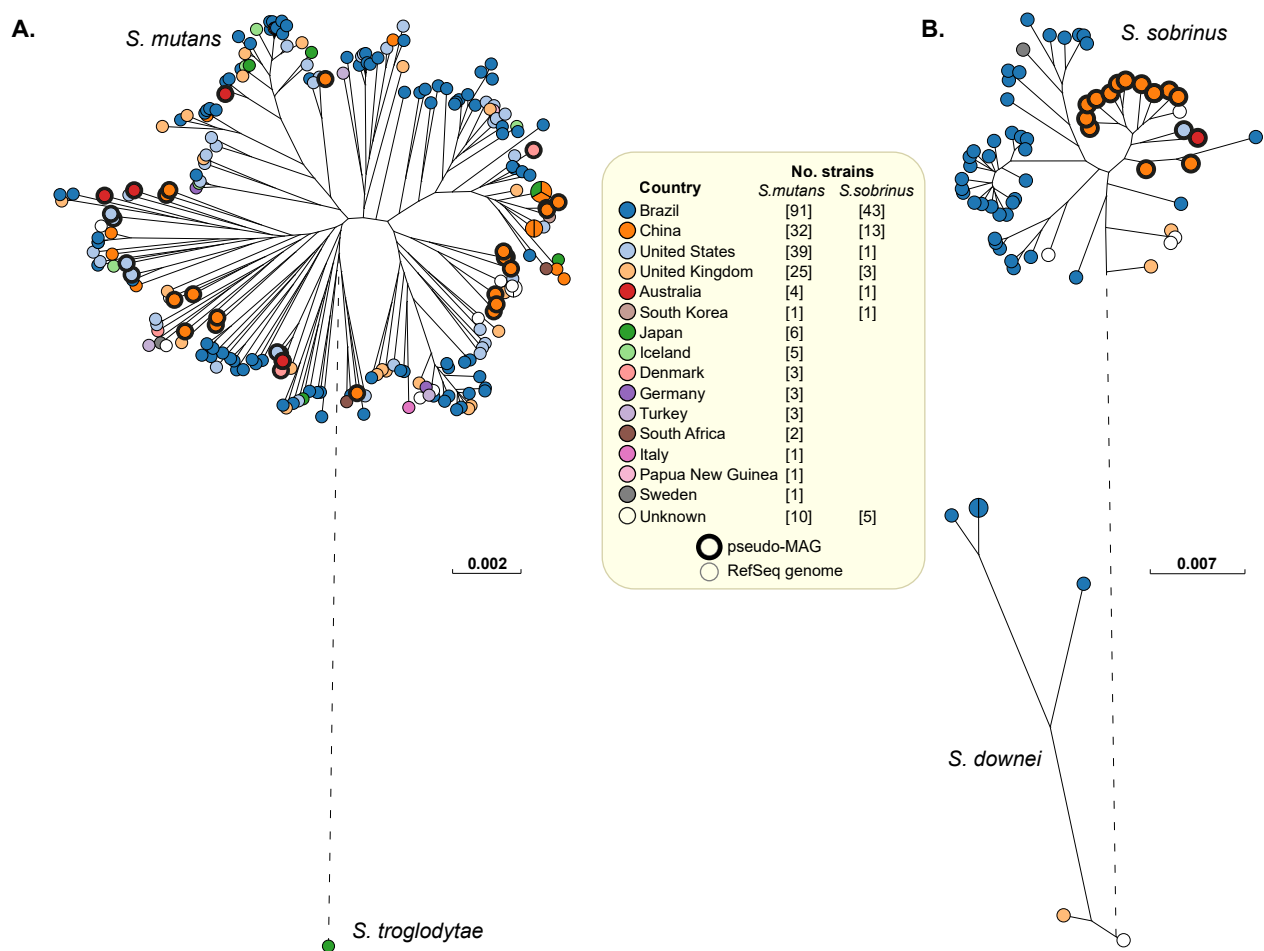 A.
S. mutans
B.
S. sobrinus
No. strains
Country S.mutans S.sobrinus
Brazil [91] [43]
China [32] [13]
United States [39] [1]
United Kingdom [25] [3]
Australia [4] [1]
South Korea [1] [1]
Japan [6]
Iceland [5]
Denmark [3]
Germany [3]
Turkey [3]
South Africa [2]
Italy [1]
Papua New Guinea [1]
Sweden [1]
Unknown [10] [5]
pseudo-MAG
RefSeq genome
0.002
0.007
S. downei
S. troglodytae